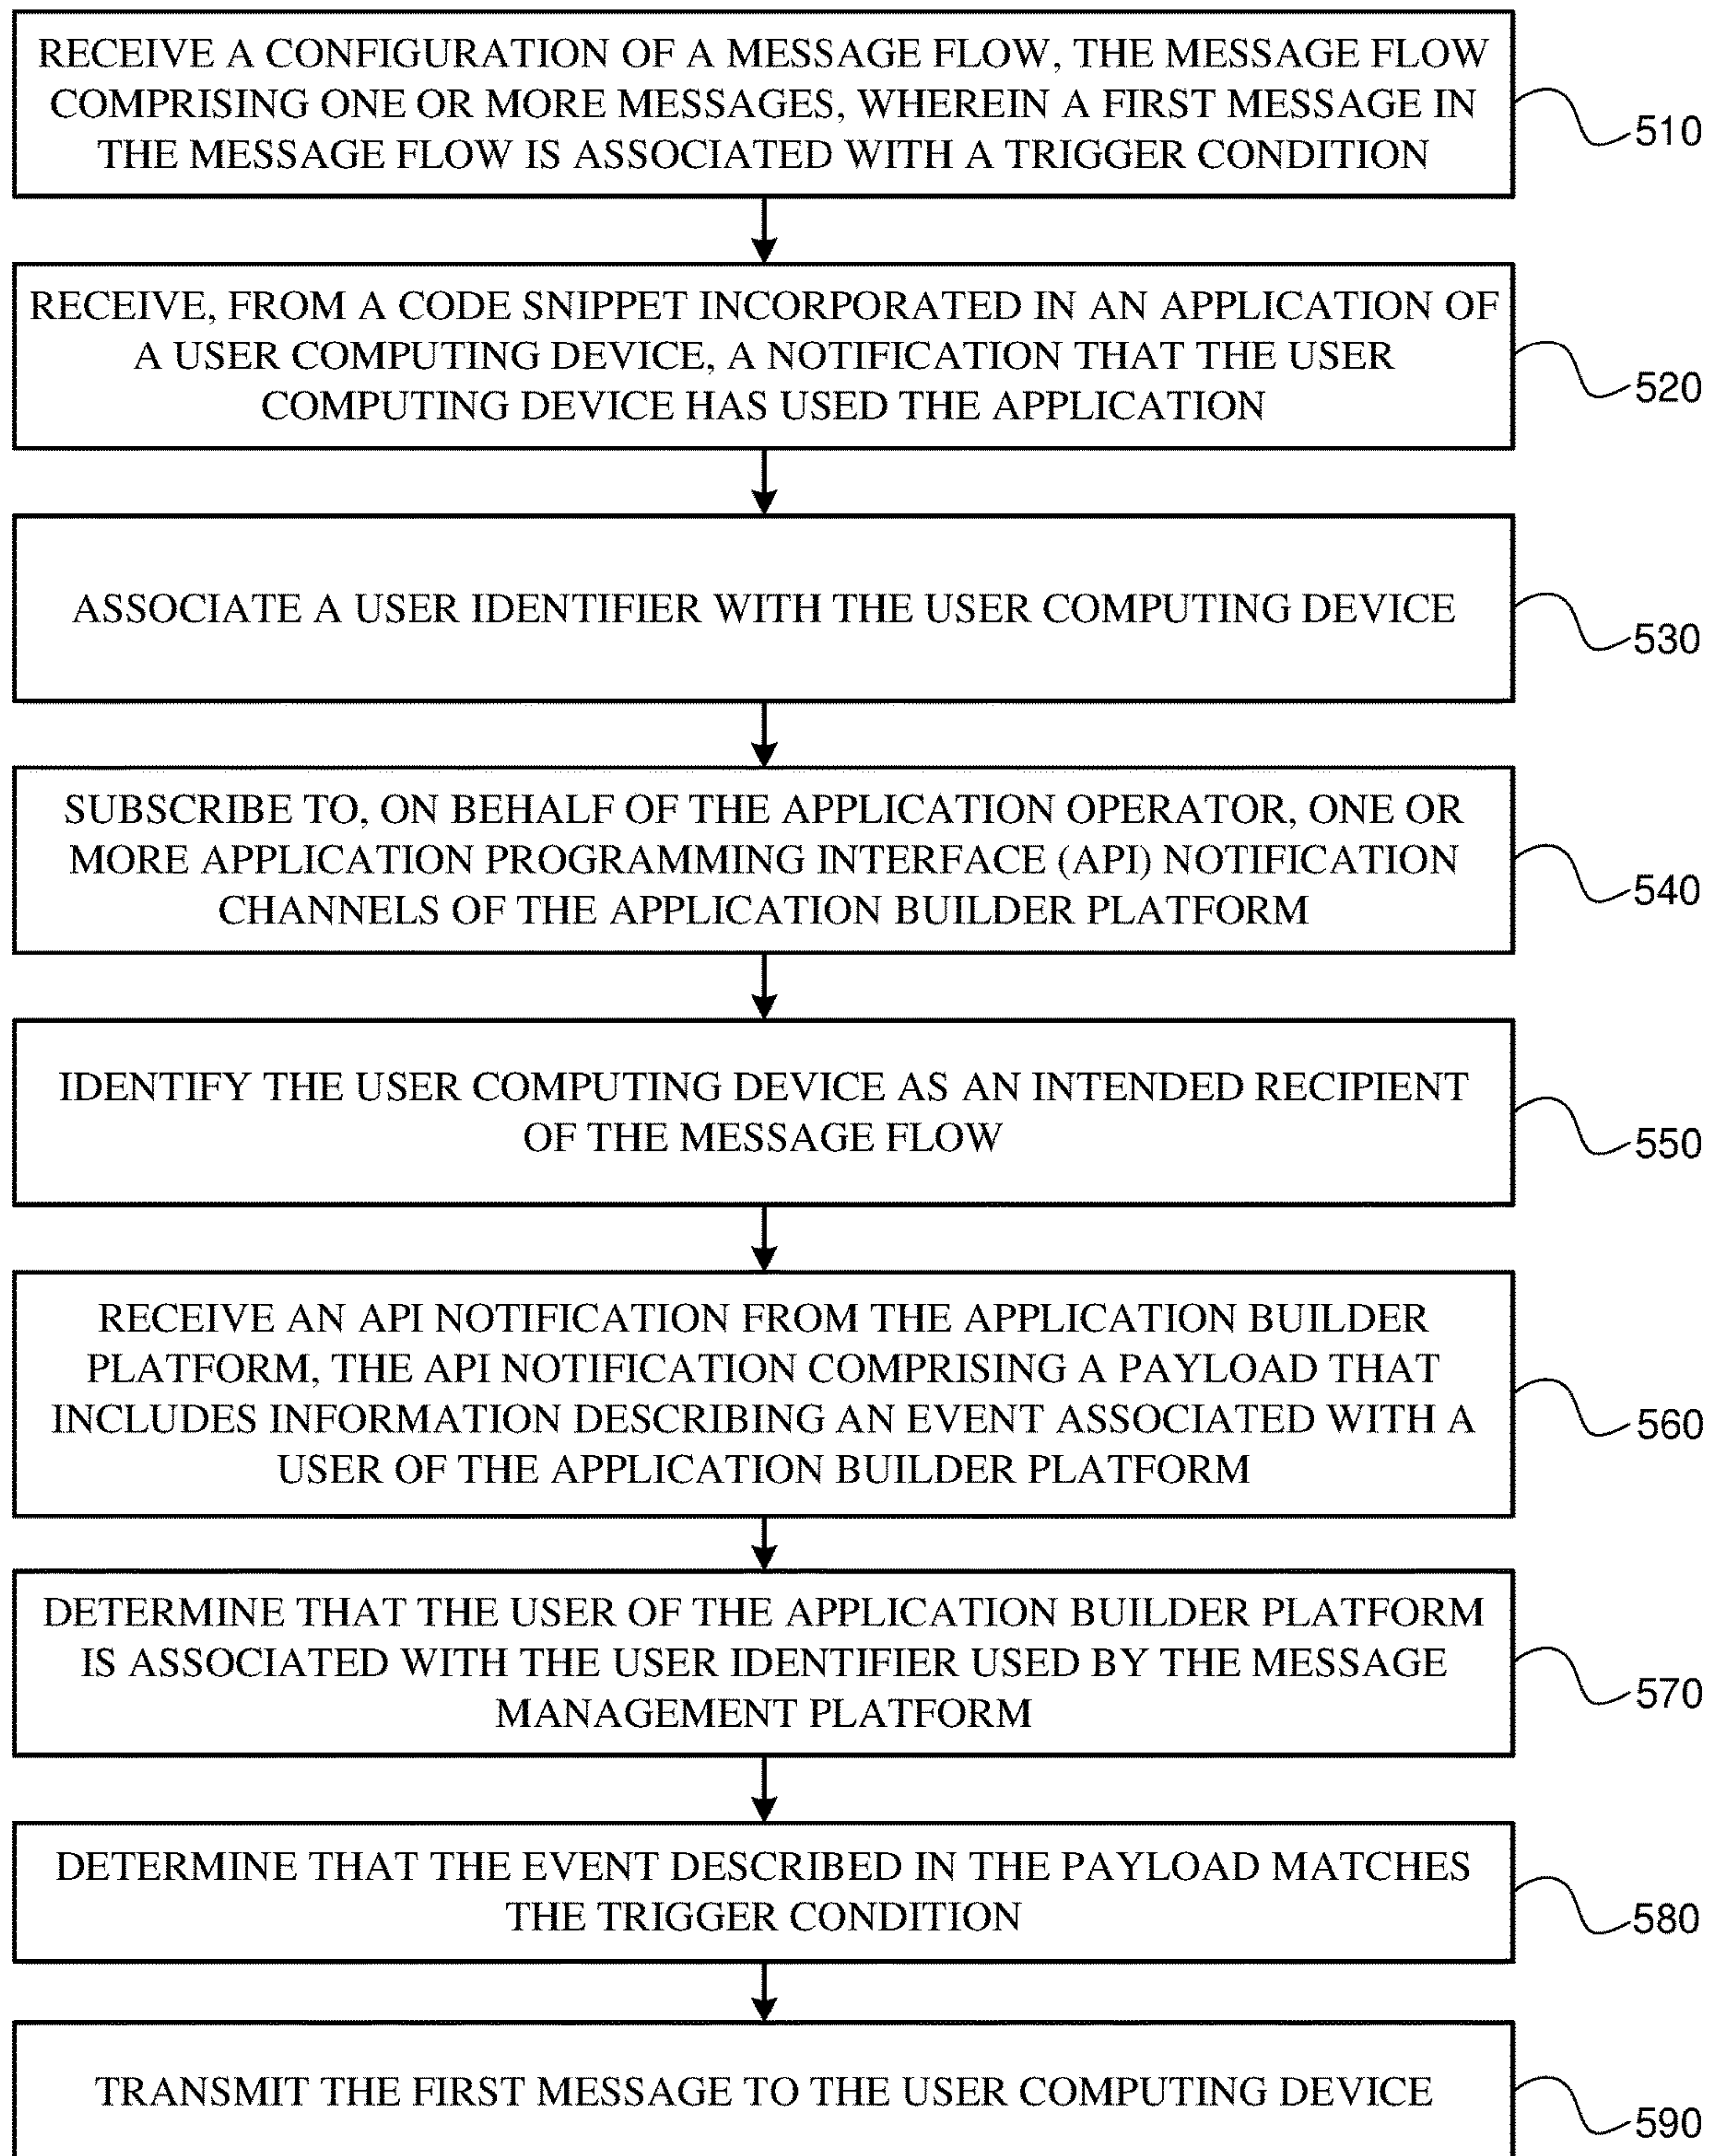 RECEIVE A CONFIGURATION OF A MESSAGE FLOW, THE MESSAGE FLOW
COMPRISING ONE OR MORE MESSAGES, WHEREIN A FIRST MESSAGE IN
THE MESSAGE FLOW IS ASSOCIATED WITH A TRIGGER CONDITION
510
RECEIVE, FROM A CODE SNIPPET INCORPORATED IN AN APPLICATION OF
A USER COMPUTING DEVICE, A NOTIFICATION THAT THE USER
COMPUTING DEVICE HAS USED THE APPLICATION
520
ASSOCIATE A USER IDENTIFIER WITH THE USER COMPUTING DEVICE
530
SUBSCRIBE TO, ON BEHALF OF THE APPLICATION OPERATOR, ONE OR
MORE APPLICATION PROGRAMMING INTERFACE (API) NOTIFICATION
CHANNELS OF THE APPLICATION BUILDER PLATFORM
540
IDENTIFY THE USER COMPUTING DEVICE AS AN INTENDED RECIPIENT
OF THE MESSAGE FLOW
550
RECEIVE AN API NOTIFICATION FROM THE APPLICATION BUILDER
PLATFORM, THE API NOTIFICATION COMPRISING A PAYLOAD THAT
INCLUDES INFORMATION DESCRIBING AN EVENT ASSOCIATED WITH A
USER OF THE APPLICATION BUILDER PLATFORM
560
DETERMINE THAT THE USER OF THE APPLICATION BUILDER PLATFORM
IS ASSOCIATED WITH THE USER IDENTIFIER USED BY THE MESSAGE
MANAGEMENT PLATFORM
570
DETERMINE THAT THE EVENT DESCRIBED IN THE PAYLOAD MATCHES
THE TRIGGER CONDITION
580
TRANSMIT THE FIRST MESSAGE TO THE USER COMPUTING DEVICE
590